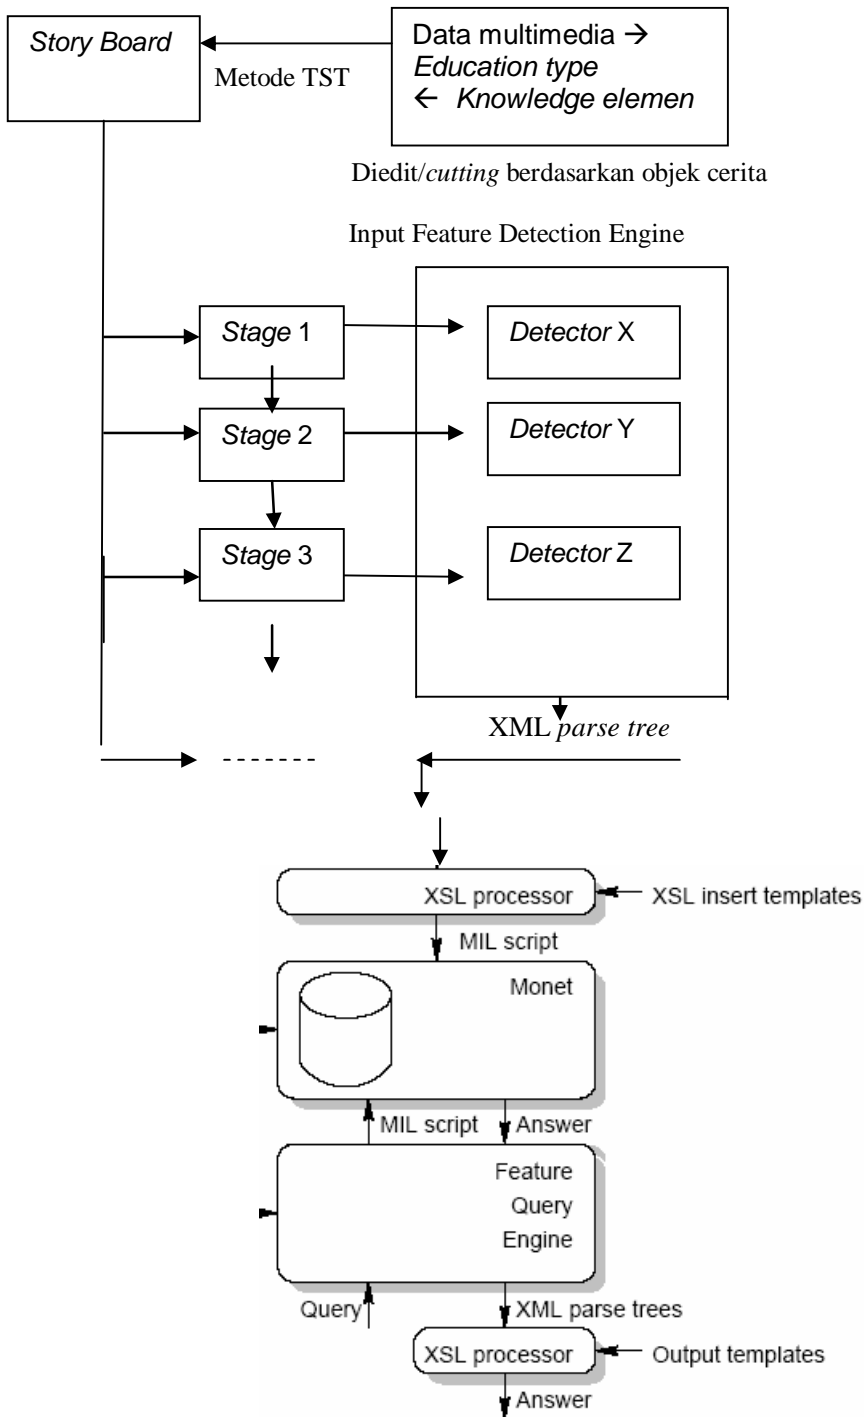 Story Board
Data multimedia →
Education type
← Knowledge elemen
Metode TST
Diedit/cutting berdasarkan objek cerita
Input Feature Detection Engine
Stage 1
Detector X
Stage 2
Detector Y
Stage 3
Detector Z
XML parse tree
XSL processor
XSL insert templates
MIL script
Monet
MIL script
Answer
Feature
Query
Engine
Query
XML parse trees
XSL processor
Output templates
Answer